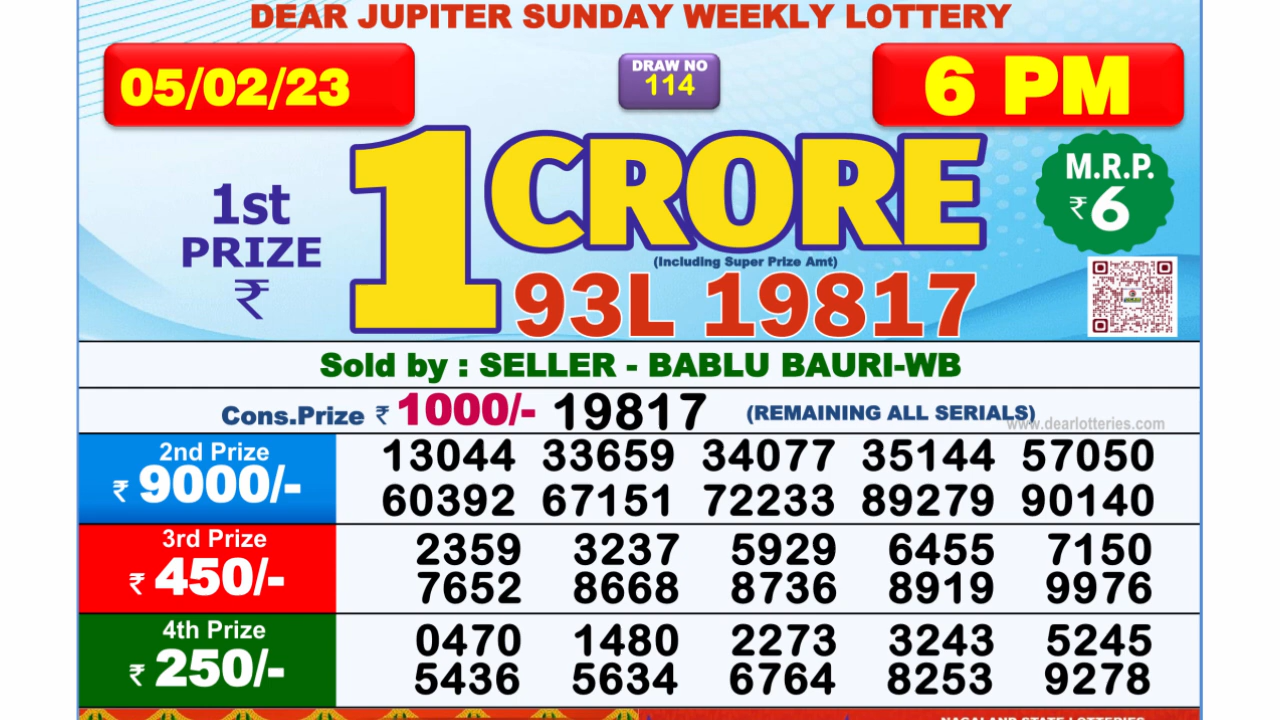 DEAR JUPITER SUNDAY WEEKLY LOTTERY
05/02/23
DRAW NO
114
6 PM
1st
PRIZE
₹
1 CRORE
(Including Super Prize Amt)
93L 19817
M.R.P.
₹ 6
Sold by : SELLER - BABLU BAURI-WB
Cons.Prize ₹ 1000/- 19817 (REMAINING ALL SERIALS)
www.dearlotteries.com
2nd Prize
₹ 9000/-
13044 33659 34077 35144 57050
60392 67151 72233 89279 90140
3rd Prize
₹ 450/-
2359 3237 5929 6455 7150
7652 8668 8736 8919 9976
4th Prize
₹ 250/-
0470 1480 2273 3243 5245
5436 5634 6764 8253 9278
NAGALAND STATE LOTTERIES